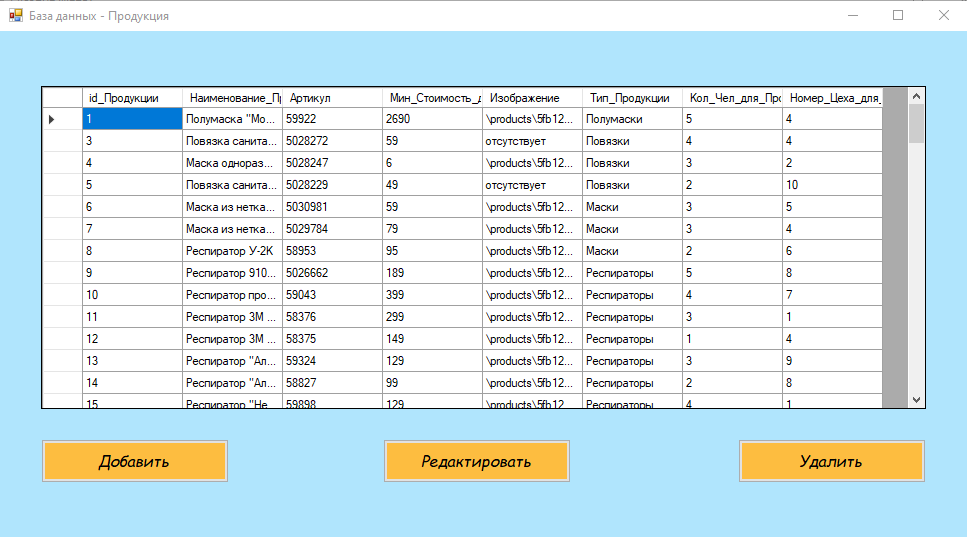 База данных - Продукция
id_Продукции Наименование_Пр Артикул Мин_Стоимость_д Изображение Тип_Продукции Кол_Чел_для_Про Номер_Цеха_для_
1 Полумаска "Мо... 59922 2690 \products\5fb12... Полумаски 5 4
3 Повязка санита... 5028272 59 отсутствует Повязки 4 4
4 Маска однораз... 5028247 6 \products\5fb12... Повязки 3 2
5 Повязка санита... 5028229 49 отсутствует Повязки 2 10
6 Маска из нетка... 5030981 59 \products\5fb12... Маски 3 5
7 Маска из нетка... 5029784 79 \products\5fb12... Маски 3 4
8 Респиратор У-2К 58953 95 \products\5fb12... Маски 2 6
9 Респиратор 910... 5026662 189 \products\5fb12... Респираторы 5 8
10 Респиратор про... 59043 399 \products\5fb12... Респираторы 4 7
11 Респиратор 3М ... 58376 299 \products\5fb12... Респираторы 3 1
12 Респиратор 3М ... 58375 149 \products\5fb12... Респираторы 1 4
13 Респиратор "Ал... 59324 129 \products\5fb12... Респираторы 3 9
14 Респиратор "Ал... 58827 99 \products\5fb12... Респираторы 2 8
15 Респиратор "Не... 59898 129 \products\5fb12... Респираторы 4 1
Добавить Редактировать Удалить